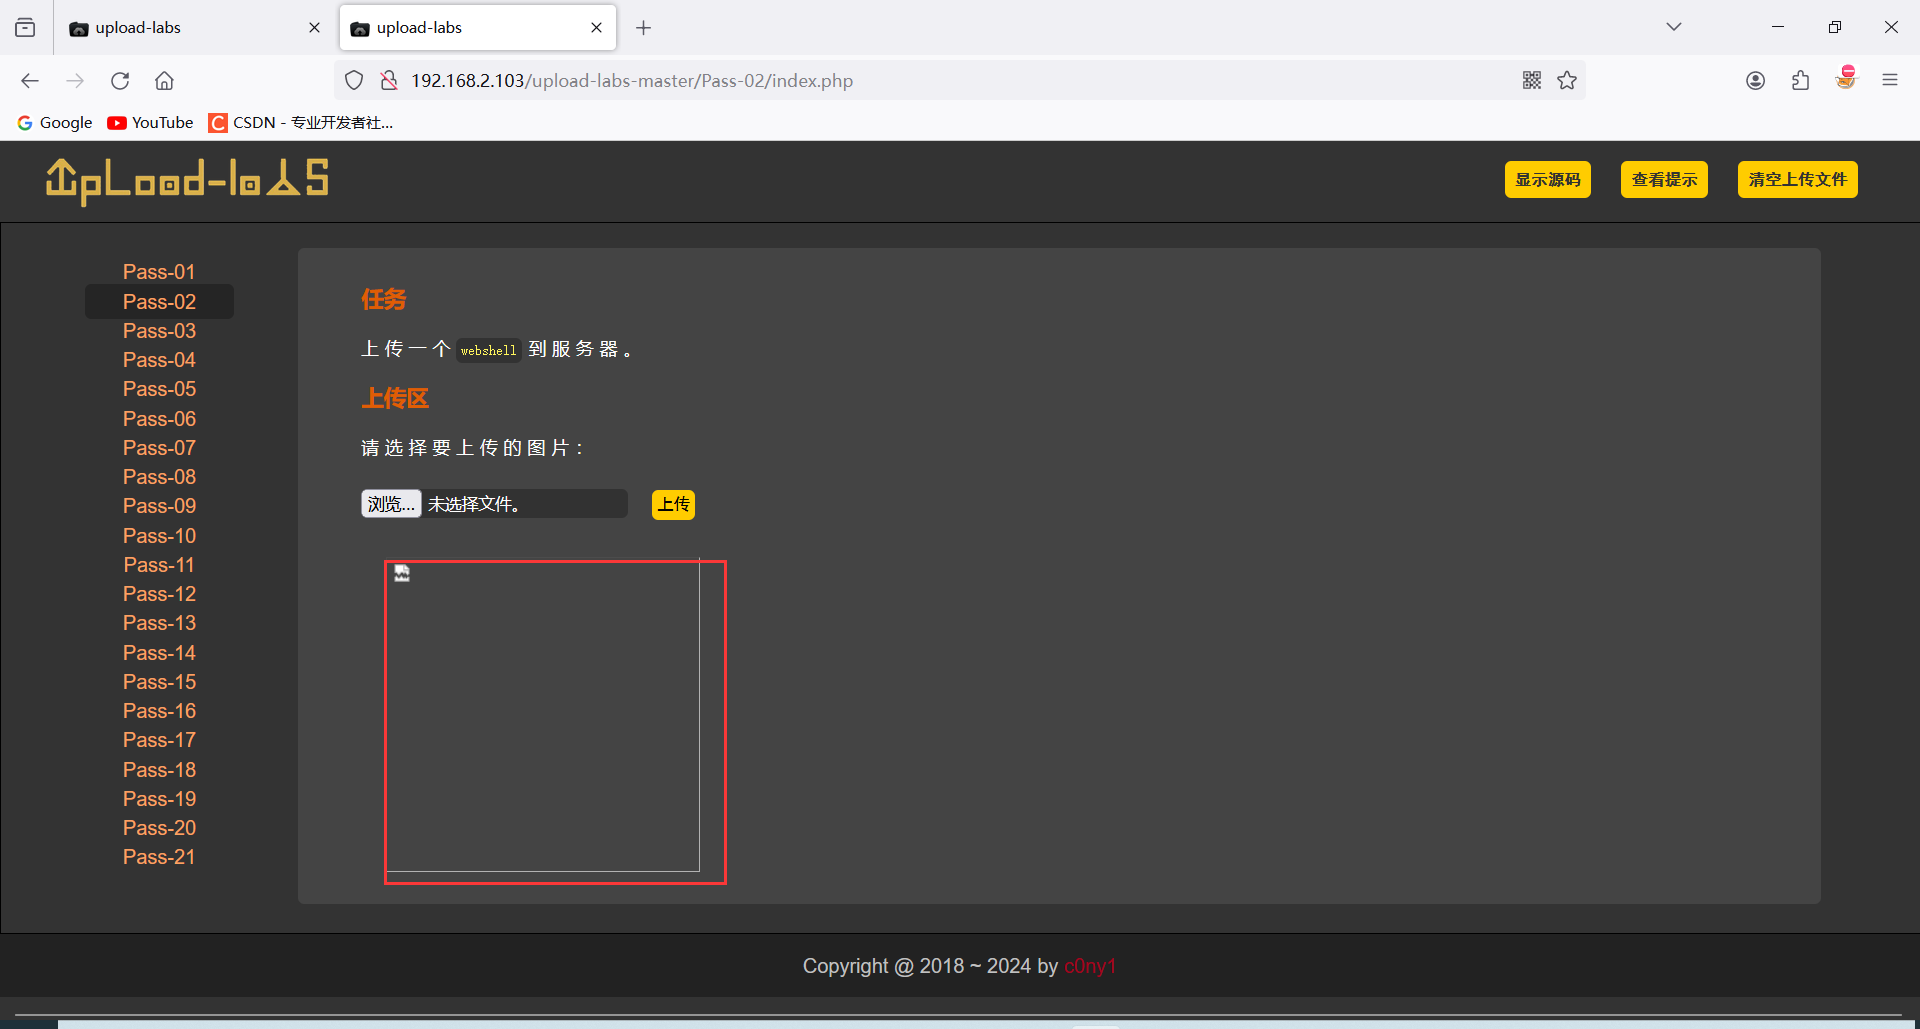 upload-labs
upload-labs
192.168.2.103/upload-labs-master/Pass-02/index.php
Google
YouTube
CSDN - 专业开发者社...
UpLoad-labs
显示源码
查看提示
清空上传文件
Pass-01
Pass-02
Pass-03
Pass-04
Pass-05
Pass-06
Pass-07
Pass-08
Pass-09
Pass-10
Pass-11
Pass-12
Pass-13
Pass-14
Pass-15
Pass-16
Pass-17
Pass-18
Pass-19
Pass-20
Pass-21
任务
上传一个 webshell 到服务器。
上传区
请选择要上传的图片：
浏览... 未选择文件。
上传
Copyright @ 2018 ~ 2024 by c0ny1